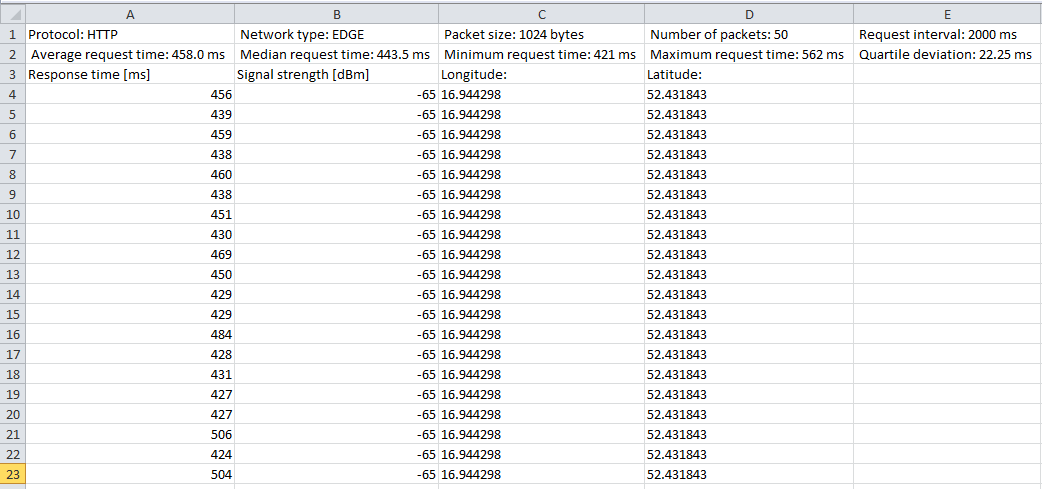 A B C D E
1 Protocol: HTTP Network type: EDGE Packet size: 1024 bytes Number of packets: 50 Request interval: 2000 ms
2 Average request time: 458.0 ms Median request time: 443.5 ms Minimum request time: 421 ms Maximum request time: 562 ms Quartile deviation: 22.25 ms
3 Response time [ms] Signal strength [dBm] Longitude: Latitude:
4 456 -65 16.944298 52.431843
5 439 -65 16.944298 52.431843
6 459 -65 16.944298 52.431843
7 438 -65 16.944298 52.431843
8 460 -65 16.944298 52.431843
9 438 -65 16.944298 52.431843
10 451 -65 16.944298 52.431843
11 430 -65 16.944298 52.431843
12 469 -65 16.944298 52.431843
13 450 -65 16.944298 52.431843
14 429 -65 16.944298 52.431843
15 429 -65 16.944298 52.431843
16 484 -65 16.944298 52.431843
17 428 -65 16.944298 52.431843
18 431 -65 16.944298 52.431843
19 427 -65 16.944298 52.431843
20 427 -65 16.944298 52.431843
21 506 -65 16.944298 52.431843
22 424 -65 16.944298 52.431843
23 504 -65 16.944298 52.431843